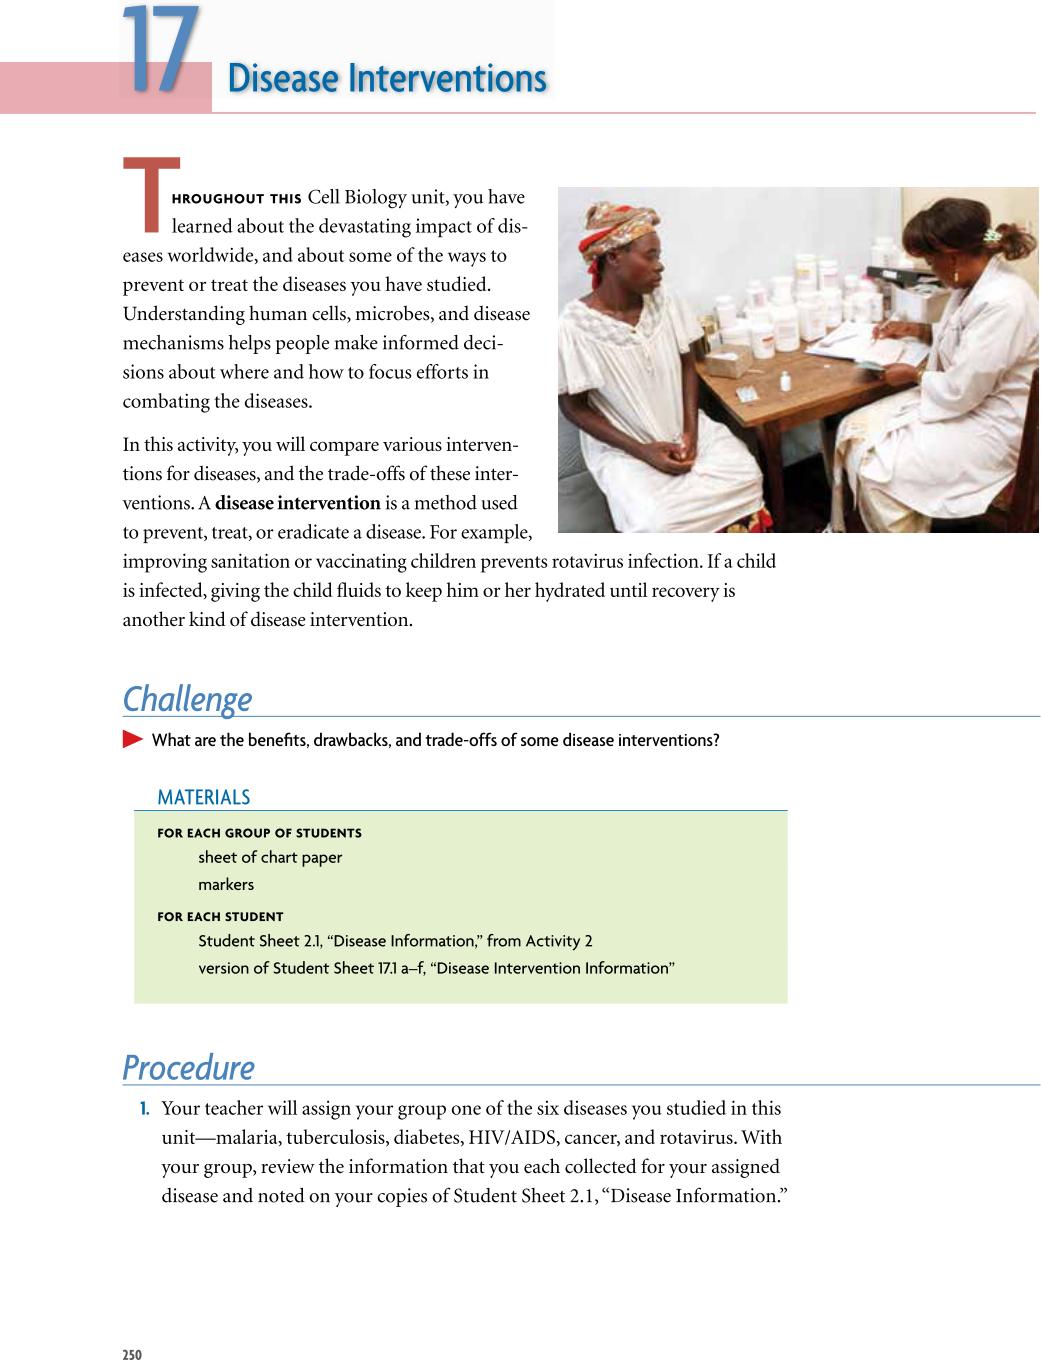 17
Disease Interventions
THROUGHOUT THIS Cell Biology unit, you have
learned about the devastating impact of dis-
eases worldwide, and about some of the ways to
prevent or treat the diseases you have studied.
Understanding human cells, microbes, and disease
mechanisms helps people make informed deci-
sions about where and how to focus efforts in
combating the diseases.
In this activity, you will compare various interven-
tions for diseases, and the trade-offs of these inter-
ventions. A disease intervention is a method used
to prevent, treat, or eradicate a disease. For example,
improving sanitation or vaccinating children prevents rotavirus infection. If a child
is infected, giving the child fluids to keep him or her hydrated until recovery is
another kind of disease intervention.
Challenge
What are the benefits, drawbacks, and trade-offs of some disease interventions?
MATERIALS
FOR EACH GROUP OF STUDENTS
sheet of chart paper
markers
FOR EACH STUDENT
Student Sheet 2.1, “Disease Information,” from Activity 2
version of Student Sheet 17.1 a–f, “Disease Intervention Information”
Procedure
1. Your teacher will assign your group one of the six diseases you studied in this
unit—malaria, tuberculosis, diabetes, HIV/AIDS, cancer, and rotavirus. With
your group, review the information that you each collected for your assigned
disease and noted on your copies of Student Sheet 2.1, “Disease Information.”
250